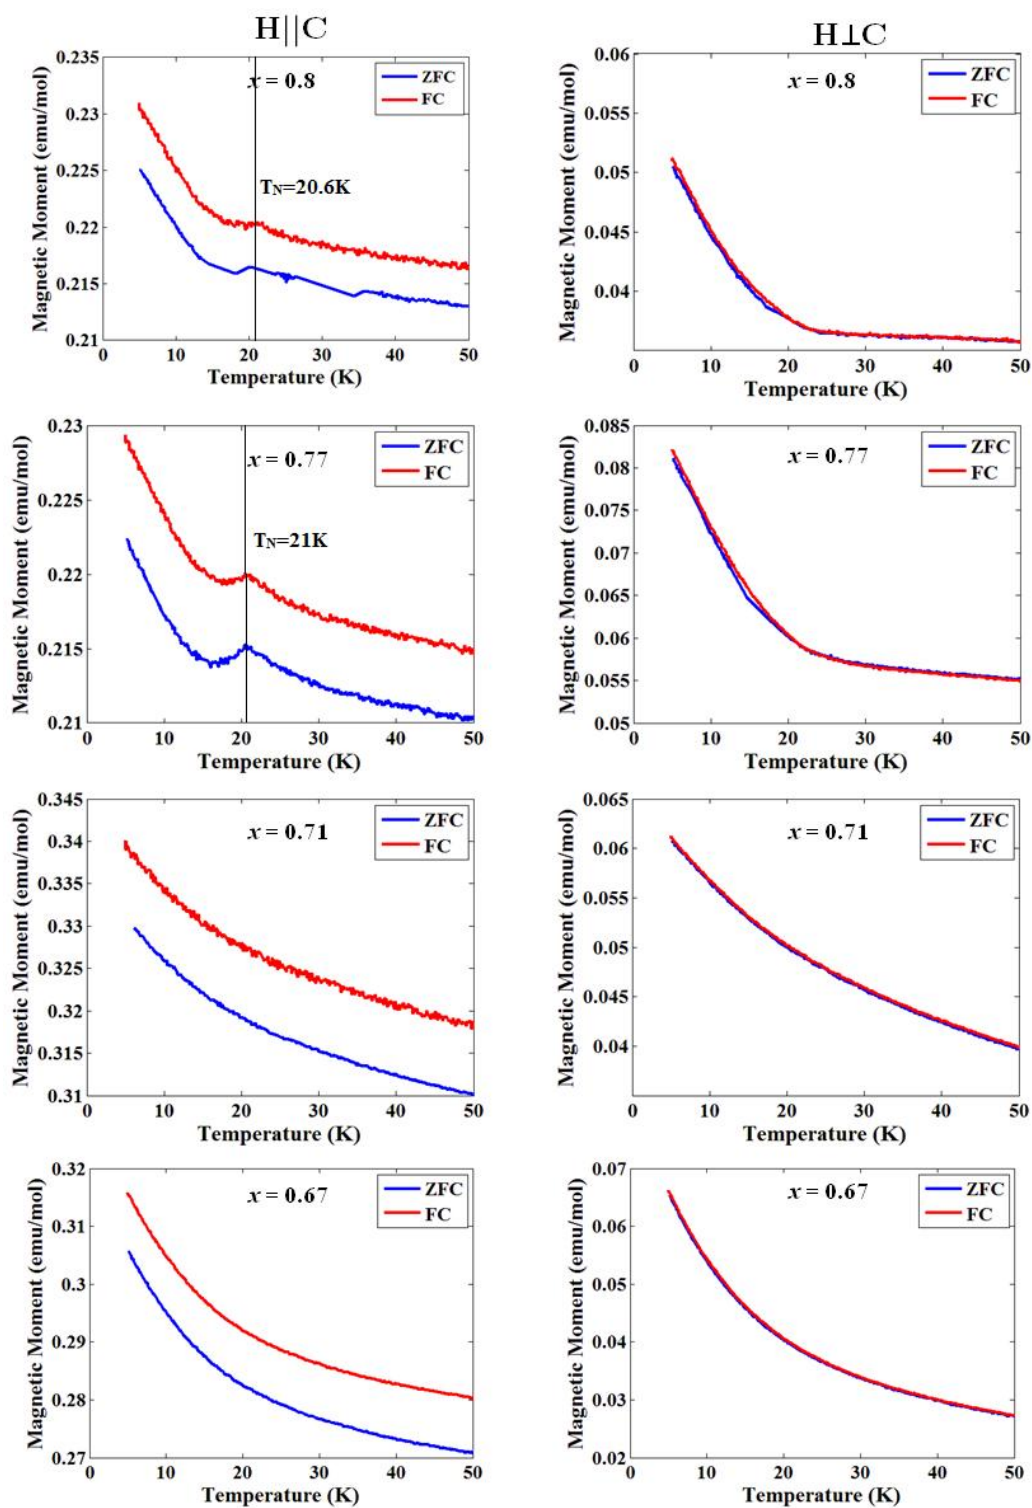 H||C
H⊥C
0.235
0.23
0.225
0.22
0.215
0.21
x = 0.8
ZFC
FC
TN=20.6K
0 10 20 30 40 50
Temperature (K)
Magnetic Moment (emu/mol)
0.06
0.055
0.05
0.045
0.04
x = 0.8
ZFC
FC
0 10 20 30 40 50
Temperature (K)
Magnetic Moment (emu/mol)
0.23
0.225
0.22
0.215
0.21
x = 0.77
ZFC
FC
TN=21K
0 10 20 30 40 50
Temperature (K)
Magnetic Moment (emu/mol)
0.085
0.08
0.075
0.07
0.065
0.06
0.055
0.05
x = 0.77
ZFC
FC
0 10 20 30 40 50
Temperature (K)
Magnetic Moment (emu/mol)
0.345
0.34
0.335
0.33
0.325
0.32
0.315
0.31
x = 0.71
ZFC
FC
0 10 20 30 40 50
Temperature (K)
Magnetic Moment (emu/mol)
0.065
0.06
0.055
0.05
0.045
0.04
x = 0.71
ZFC
FC
0 10 20 30 40 50
Temperature (K)
Magnetic Moment (emu/mol)
0.32
0.31
0.3
0.29
0.28
0.27
x = 0.67
ZFC
FC
0 10 20 30 40 50
Temperature (K)
Magnetic Moment (emu/mol)
0.07
0.06
0.05
0.04
0.03
0.02
x = 0.67
ZFC
FC
0 10 20 30 40 50
Temperature (K)
Magnetic Moment (emu/mol)